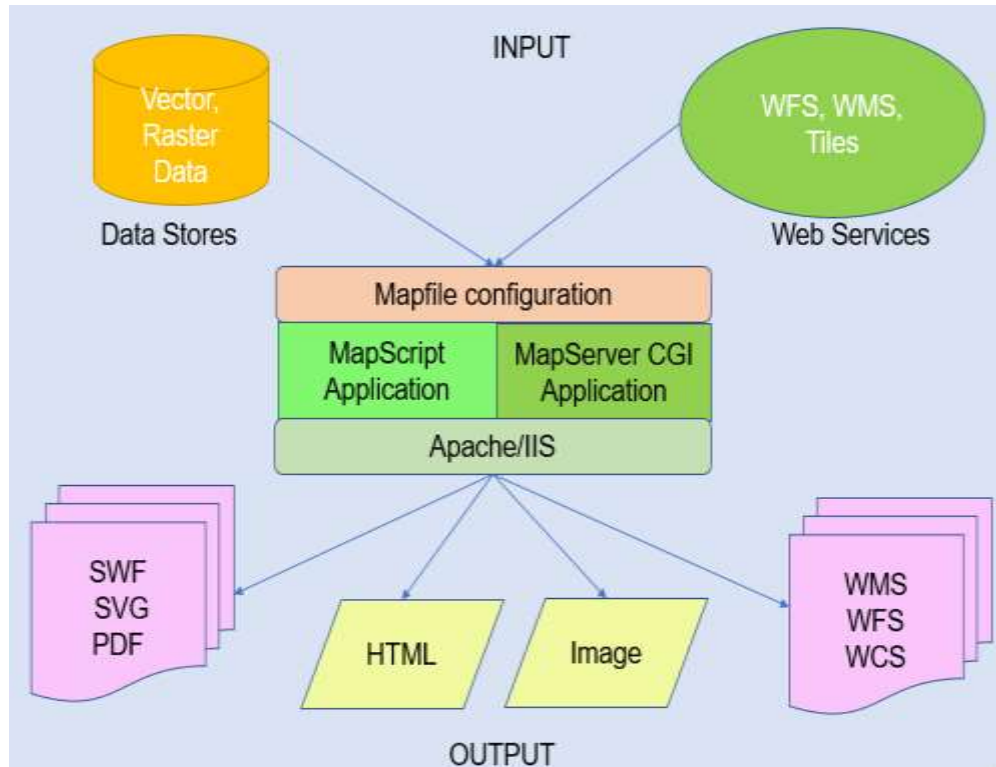 INPUT
Vector,
Raster
Data
WFS, WMS,
Tiles
Data Stores
Web Services
Mapfile configuration
MapScript
Application
MapServer CGI
Application
Apache/IIS
SWF
SVG
PDF
HTML
Image
WMS
WFS
WCS
OUTPUT